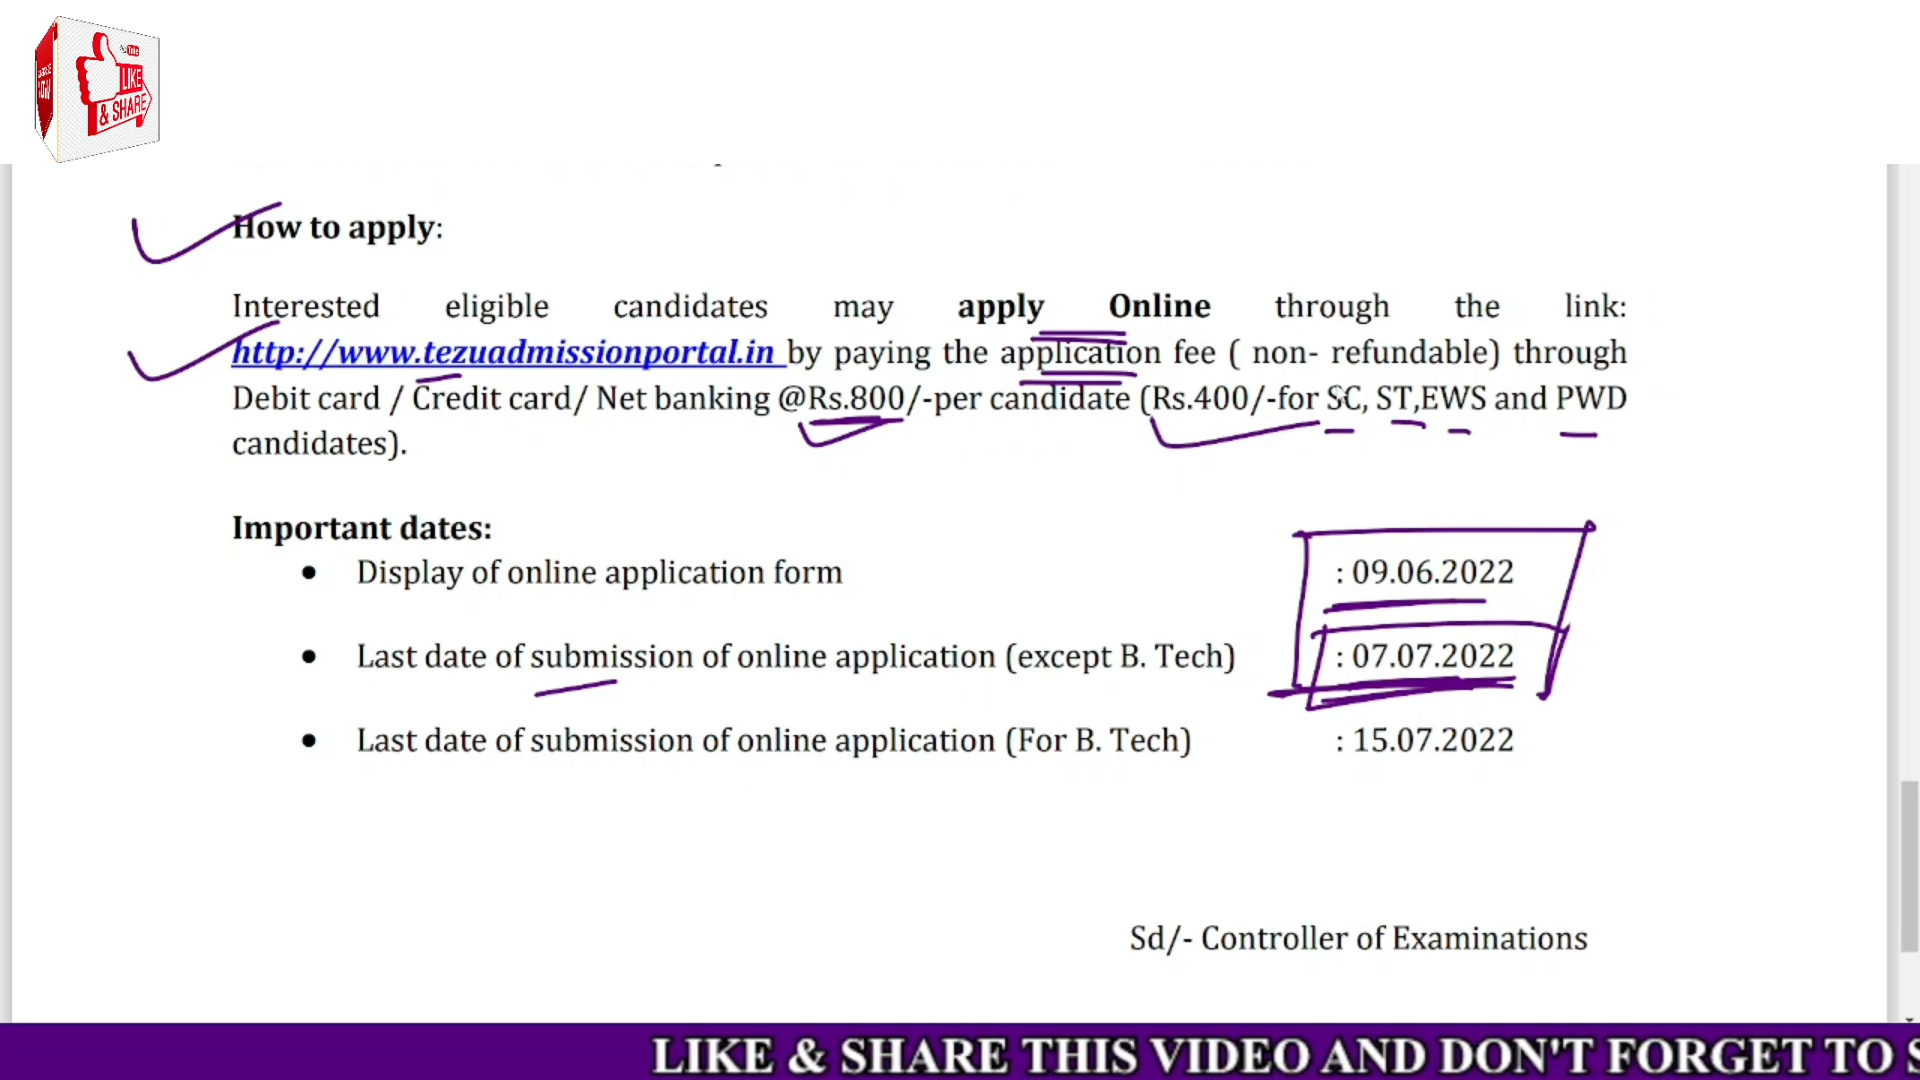 LIKE
& SHARE
How to apply:
Interested eligible candidates may apply Online through the link:
http://www.tezuadmissionportal.in by paying the application fee ( non- refundable) through
Debit card / Credit card/ Net banking @Rs.800/-per candidate (Rs.400/-for SC, ST,EWS and PWD
candidates).
Important dates:
• Display of online application form : 09.06.2022
• Last date of submission of online application (except B. Tech) : 07.07.2022
• Last date of submission of online application (For B. Tech) : 15.07.2022
Sd/- Controller of Examinations
LIKE & SHARE THIS VIDEO AND DON'T FORGET TO S